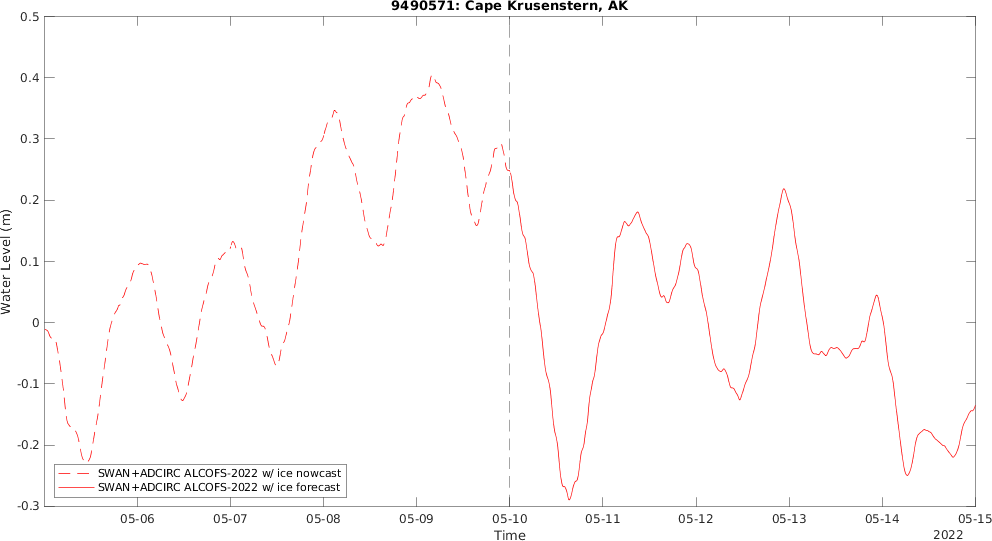 9490571: Cape Krusenstern, AK
0.5
0.4
0.3
0.2
0.1
0
-0.1
-0.2
-0.3
Water Level (m)
SWAN+ADCIRC ALCOFS-2022 w/ ice nowcast
SWAN+ADCIRC ALCOFS-2022 w/ ice forecast
05-06 05-07 05-08 05-09 05-10 05-11 05-12 05-13 05-14 05-15
Time
2022